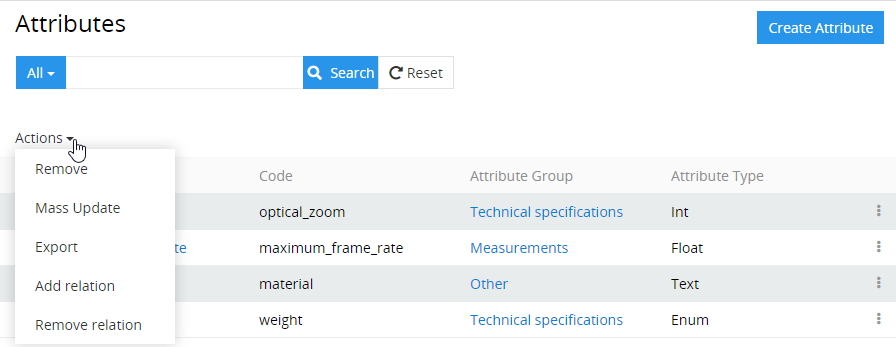 Attributes
Create Attribute
All
Search
Reset
Actions
Remove
Mass Update
Export
Add relation
Remove relation
Code Attribute Group Attribute Type
optical_zoom Technical specifications Int
te maximum_frame_rate Measurements Float
material Other Text
weight Technical specifications Enum